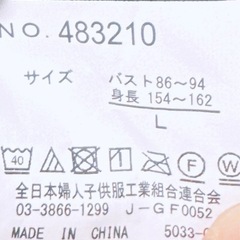 NO. 483210
サイズ バスト86～94
身長 154～162
L
40 F W
全日本婦人子供服工業組合連合会
03-3866-1299 J-GF0052
MADE IN CHINA 5033-0